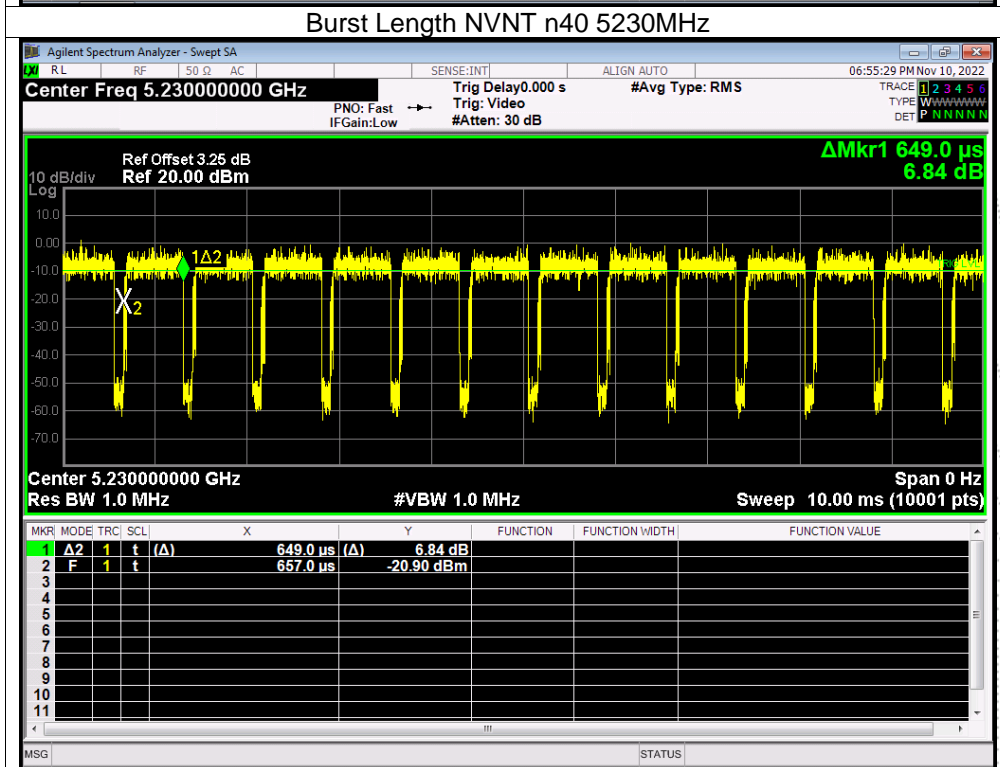 Burst Length NVNT n40 5230MHz
Agilent Spectrum Analyzer - Swept SA
LXI RL RF 50 Ω AC SENSE:INT ALIGN AUTO 06:55:29 PM Nov 10, 2022
Center Freq 5.230000000 GHz Trig Delay0.000 s #Avg Type: RMS TRACE 1 2 3 4 5 6
PNO: Fast Trig: Video TYPE WWWWWWW
IFGain:Low #Atten: 30 dB DET P N N N N N
ΔMkr1 649.0 µs
6.84 dB
Ref Offset 3.25 dB
10 dB/div Ref 20.00 dBm
Log
10.0
0.00
1Δ2
-10.0
-20.0
X2
-30.0
-40.0
-50.0
-60.0
-70.0
Center 5.230000000 GHz Span 0 Hz
Res BW 1.0 MHz #VBW 1.0 MHz Sweep 10.00 ms (10001 pts)
MKR MODE TRC SCL X Y FUNCTION FUNCTION WIDTH FUNCTION VALUE
1 Δ2 1 t (Δ) 649.0 µs (Δ) 6.84 dB
2 F 1 t 657.0 µs -20.90 dBm
3
4
5
6
7
8
9
10
11
MSG STATUS